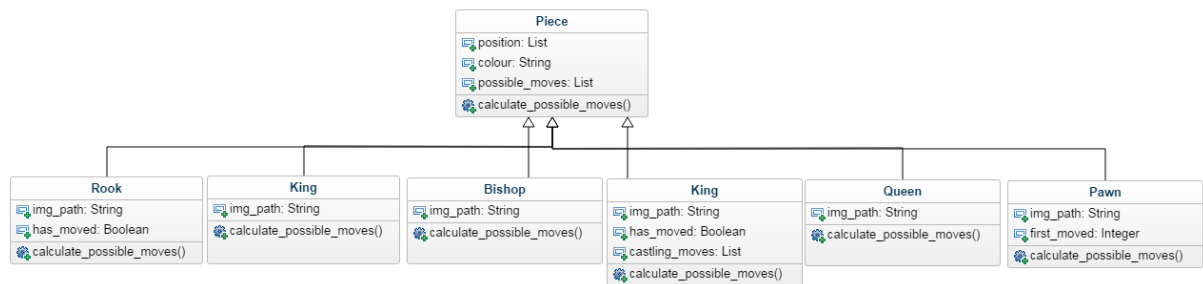 Piece
position: List
colour: String
possible_moves: List
calculate_possible_moves()
Rook
img_path: String
has_moved: Boolean
calculate_possible_moves()
King
img_path: String
calculate_possible_moves()
Bishop
img_path: String
calculate_possible_moves()
King
img_path: String
has_moved: Boolean
castling_moves: List
calculate_possible_moves()
Queen
img_path: String
calculate_possible_moves()
Pawn
img_path: String
first_moved: Integer
calculate_possible_moves()